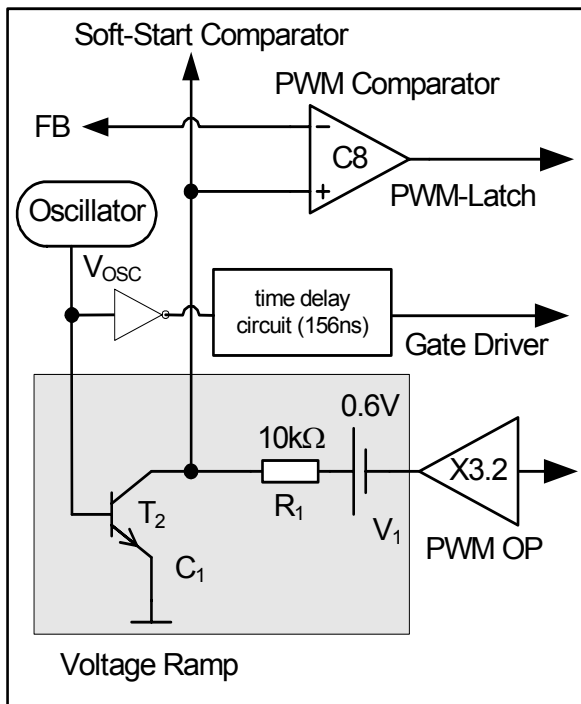 Soft-Start Comparator
PWM Comparator
FB
C8
PWM-Latch
Oscillator
V_OSC
time delay
circuit (156ns)
Gate Driver
0.6V
10kΩ
X3.2
R₁
T₂
V₁
PWM OP
C₁
Voltage Ramp